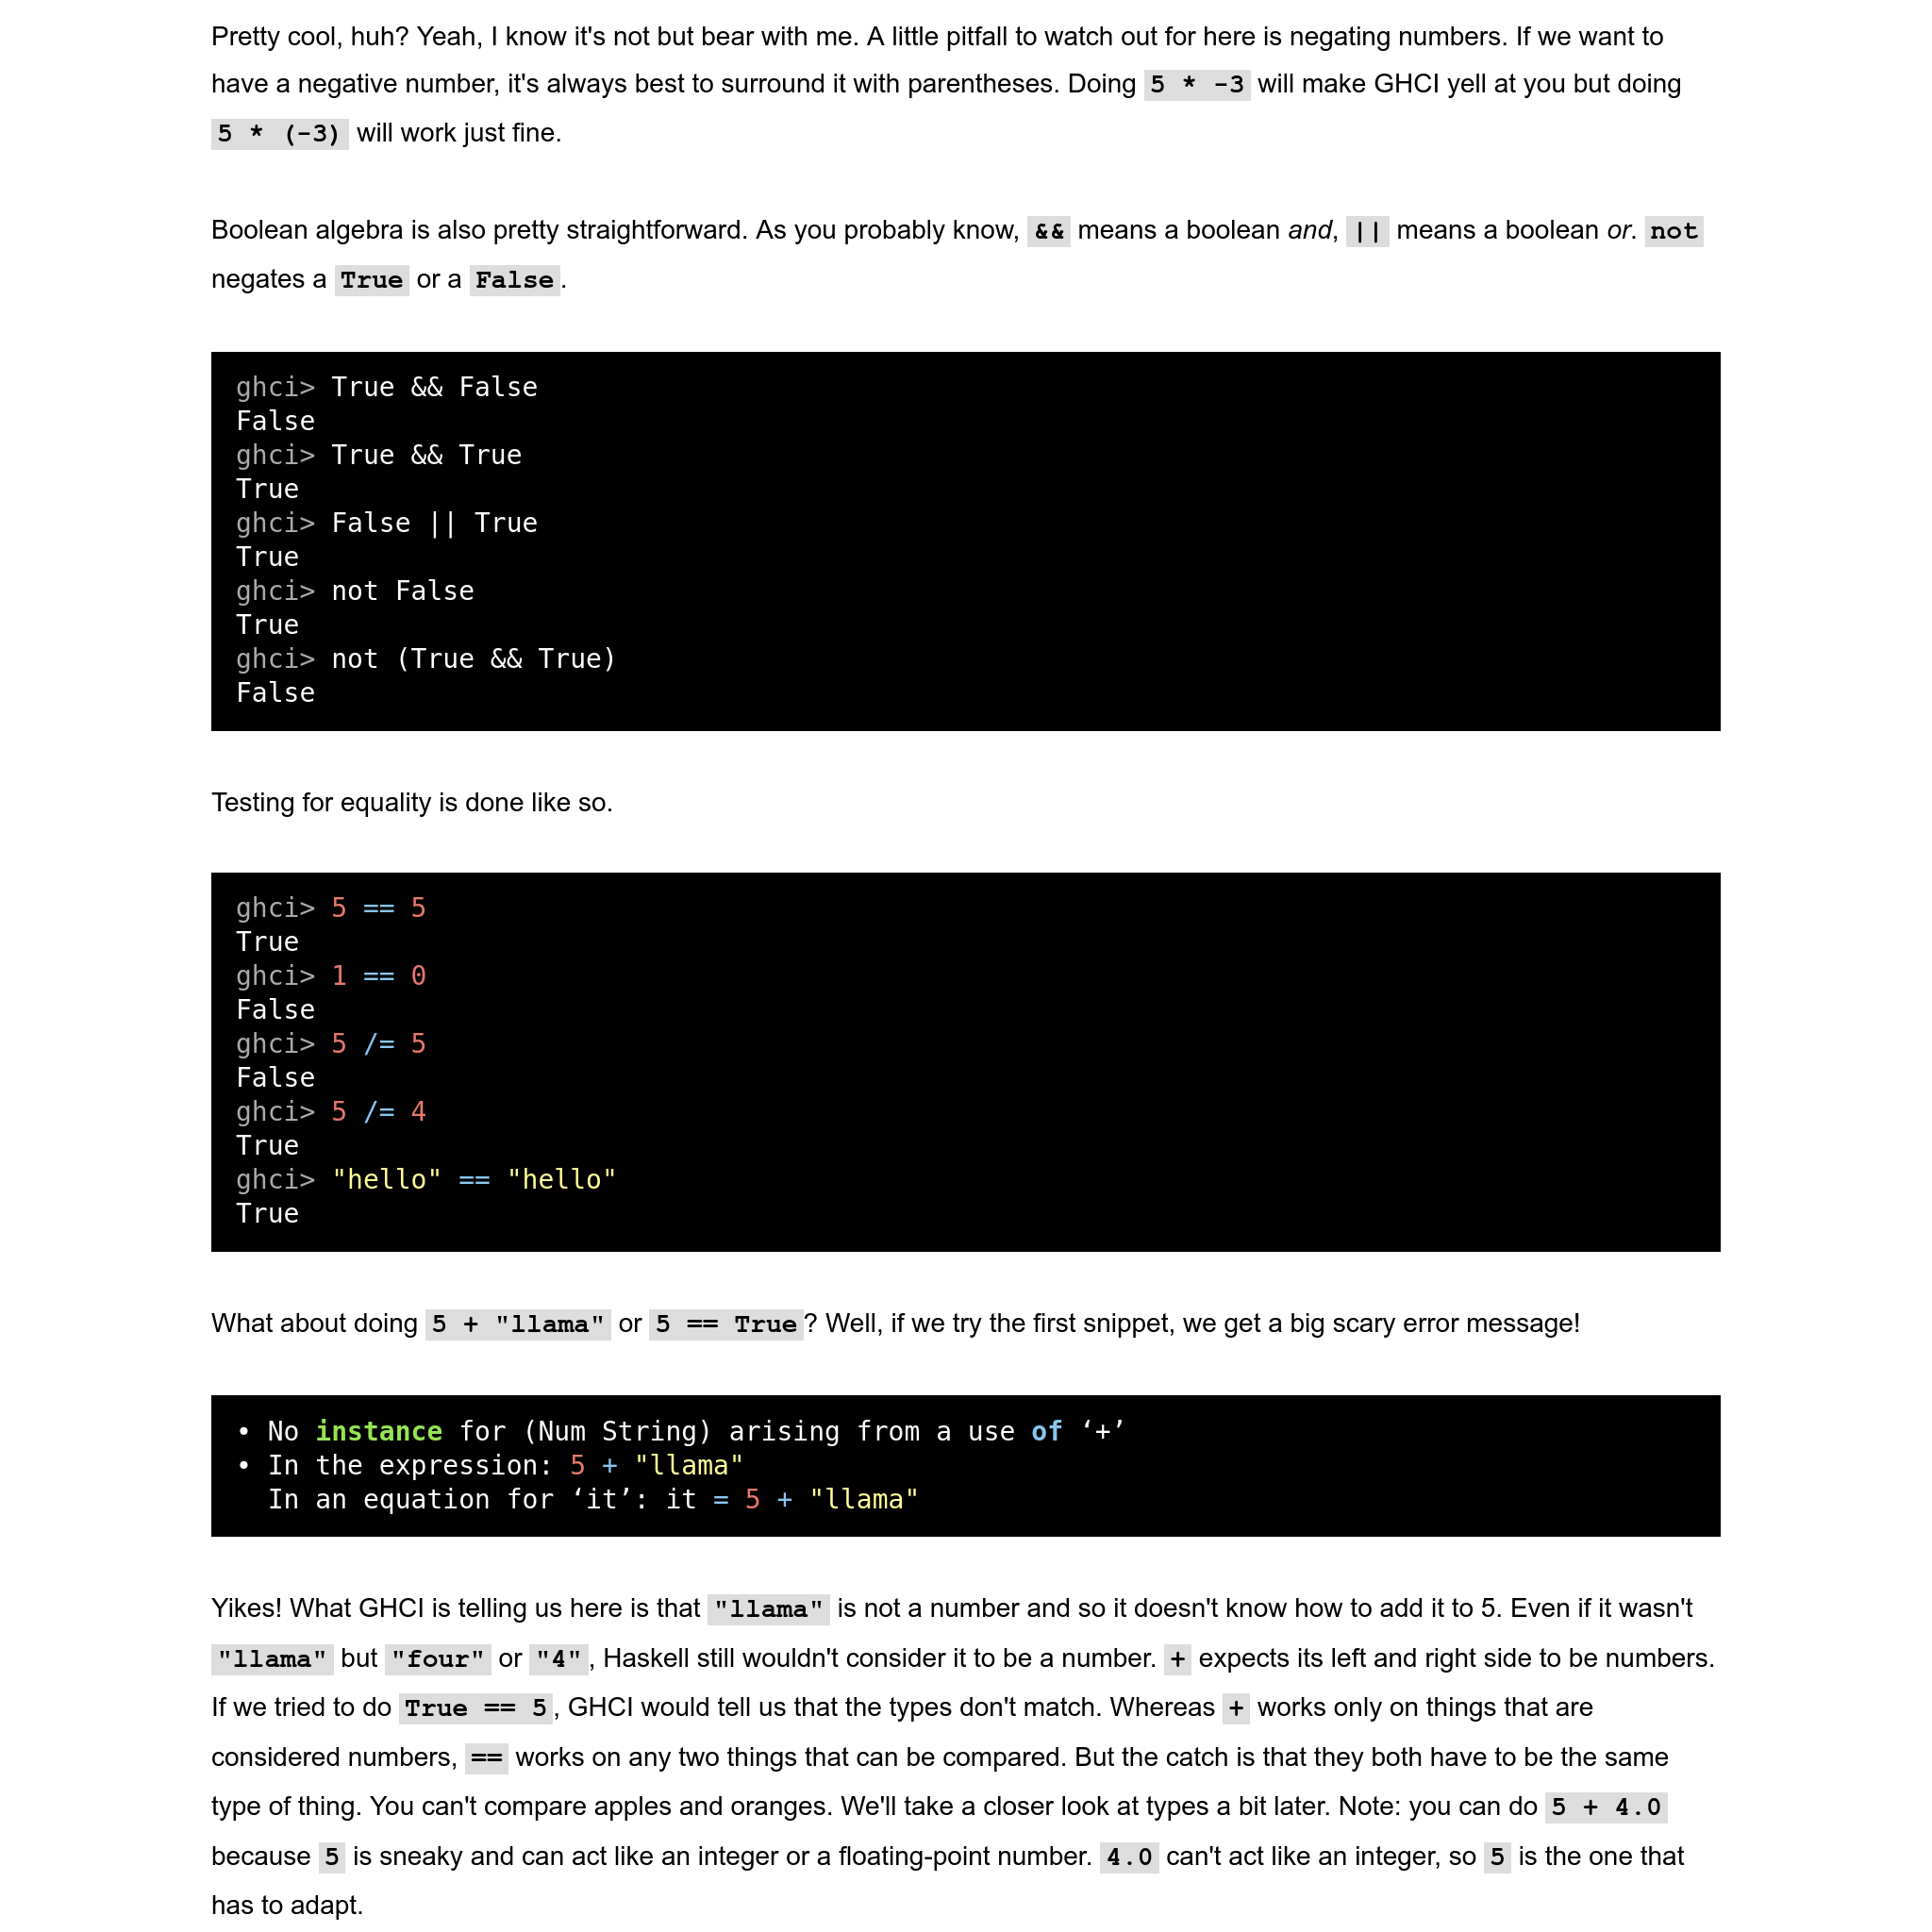 Pretty cool, huh? Yeah, I know it's not but bear with me. A little pitfall to watch out for here is negating numbers. If we want to
have a negative number, it's always best to surround it with parentheses. Doing 5 * -3 will make GHCI yell at you but doing
5 * (-3) will work just fine.
Boolean algebra is also pretty straightforward. As you probably know, && means a boolean and, || means a boolean or. not
negates a True or a False.
ghci> True && False
False
ghci> True && True
True
ghci> False || True
True
ghci> not False
True
ghci> not (True && True)
False
Testing for equality is done like so.
ghci> 5 == 5
True
ghci> 1 == 0
False
ghci> 5 /= 5
False
ghci> 5 /= 4
True
ghci> "hello" == "hello"
True
What about doing 5 + "llama" or 5 == True? Well, if we try the first snippet, we get a big scary error message!
• No instance for (Num String) arising from a use of ‘+’
• In the expression: 5 + "llama"
In an equation for ‘it’: it = 5 + "llama"
Yikes! What GHCI is telling us here is that "llama" is not a number and so it doesn't know how to add it to 5. Even if it wasn't
"llama" but "four" or "4", Haskell still wouldn't consider it to be a number. + expects its left and right side to be numbers.
If we tried to do True == 5, GHCI would tell us that the types don't match. Whereas + works only on things that are
considered numbers, == works on any two things that can be compared. But the catch is that they both have to be the same
type of thing. You can't compare apples and oranges. We'll take a closer look at types a bit later. Note: you can do 5 + 4.0
because 5 is sneaky and can act like an integer or a floating-point number. 4.0 can't act like an integer, so 5 is the one that
has to adapt.